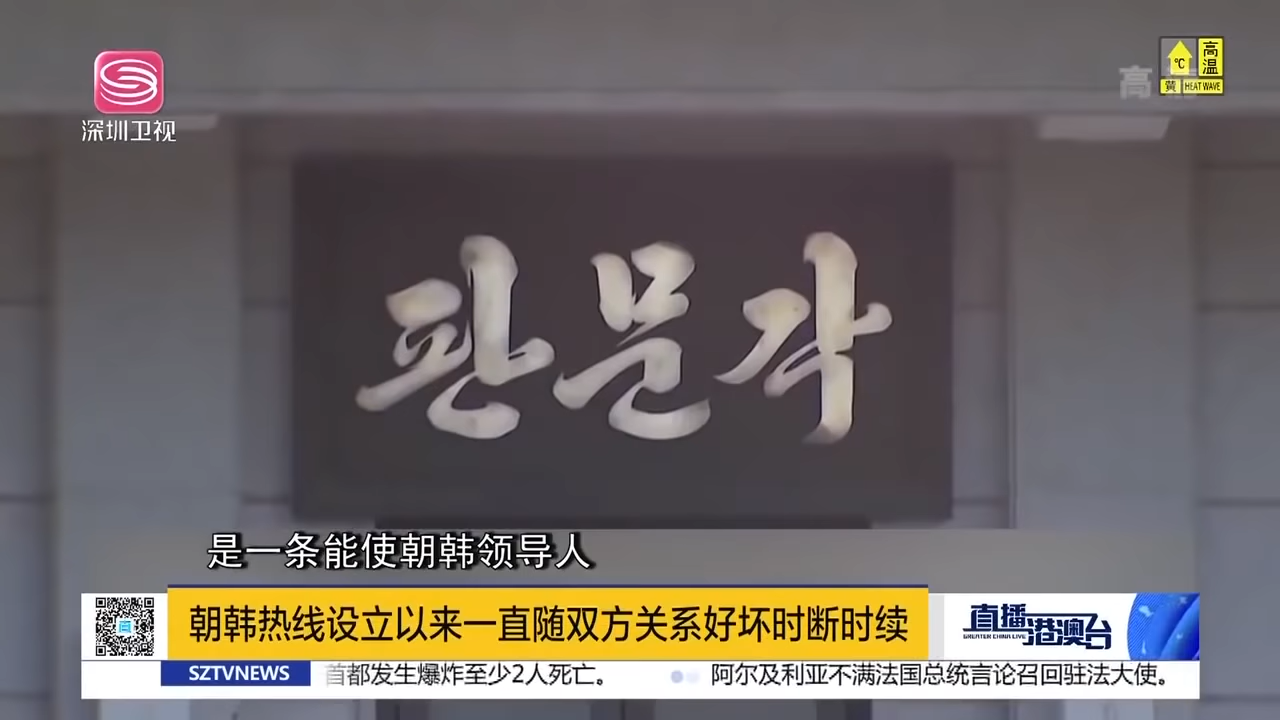 深圳卫视
高温
℃
黄 HEAT WAVE
高清
판문각
是一条能使朝韩领导人
朝韩热线设立以来一直随双方关系好坏时断时续
直播港澳台
GREATER CHINA LIVE
SZTVNEWS
首都发生爆炸至少2人死亡。 阿尔及利亚不满法国总统言论召回驻法大使。